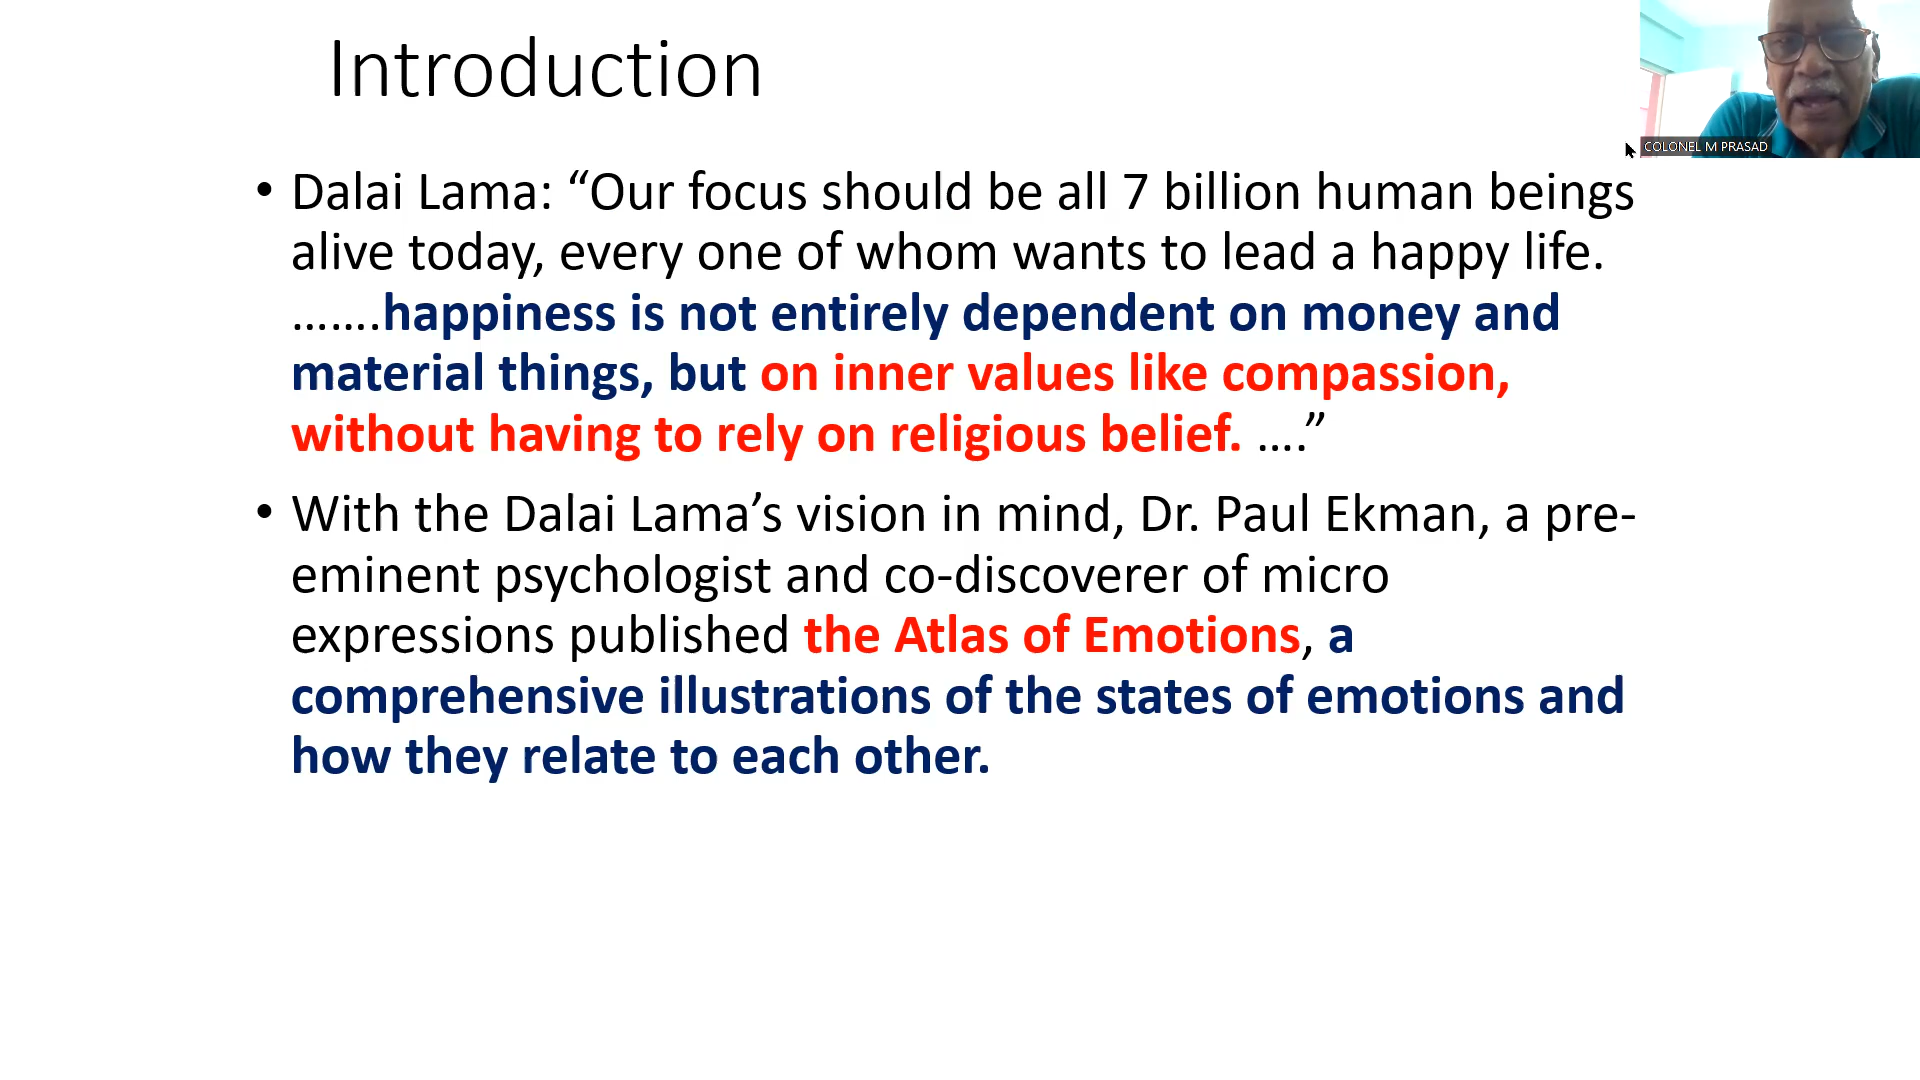 Introduction
COLONEL M PRASAD
• Dalai Lama: “Our focus should be all 7 billion human beings
alive today, every one of whom wants to lead a happy life.
…….happiness is not entirely dependent on money and
material things, but on inner values like compassion,
without having to rely on religious belief. ….”
• With the Dalai Lama’s vision in mind, Dr. Paul Ekman, a pre-
eminent psychologist and co-discoverer of micro
expressions published the Atlas of Emotions, a
comprehensive illustrations of the states of emotions and
how they relate to each other.